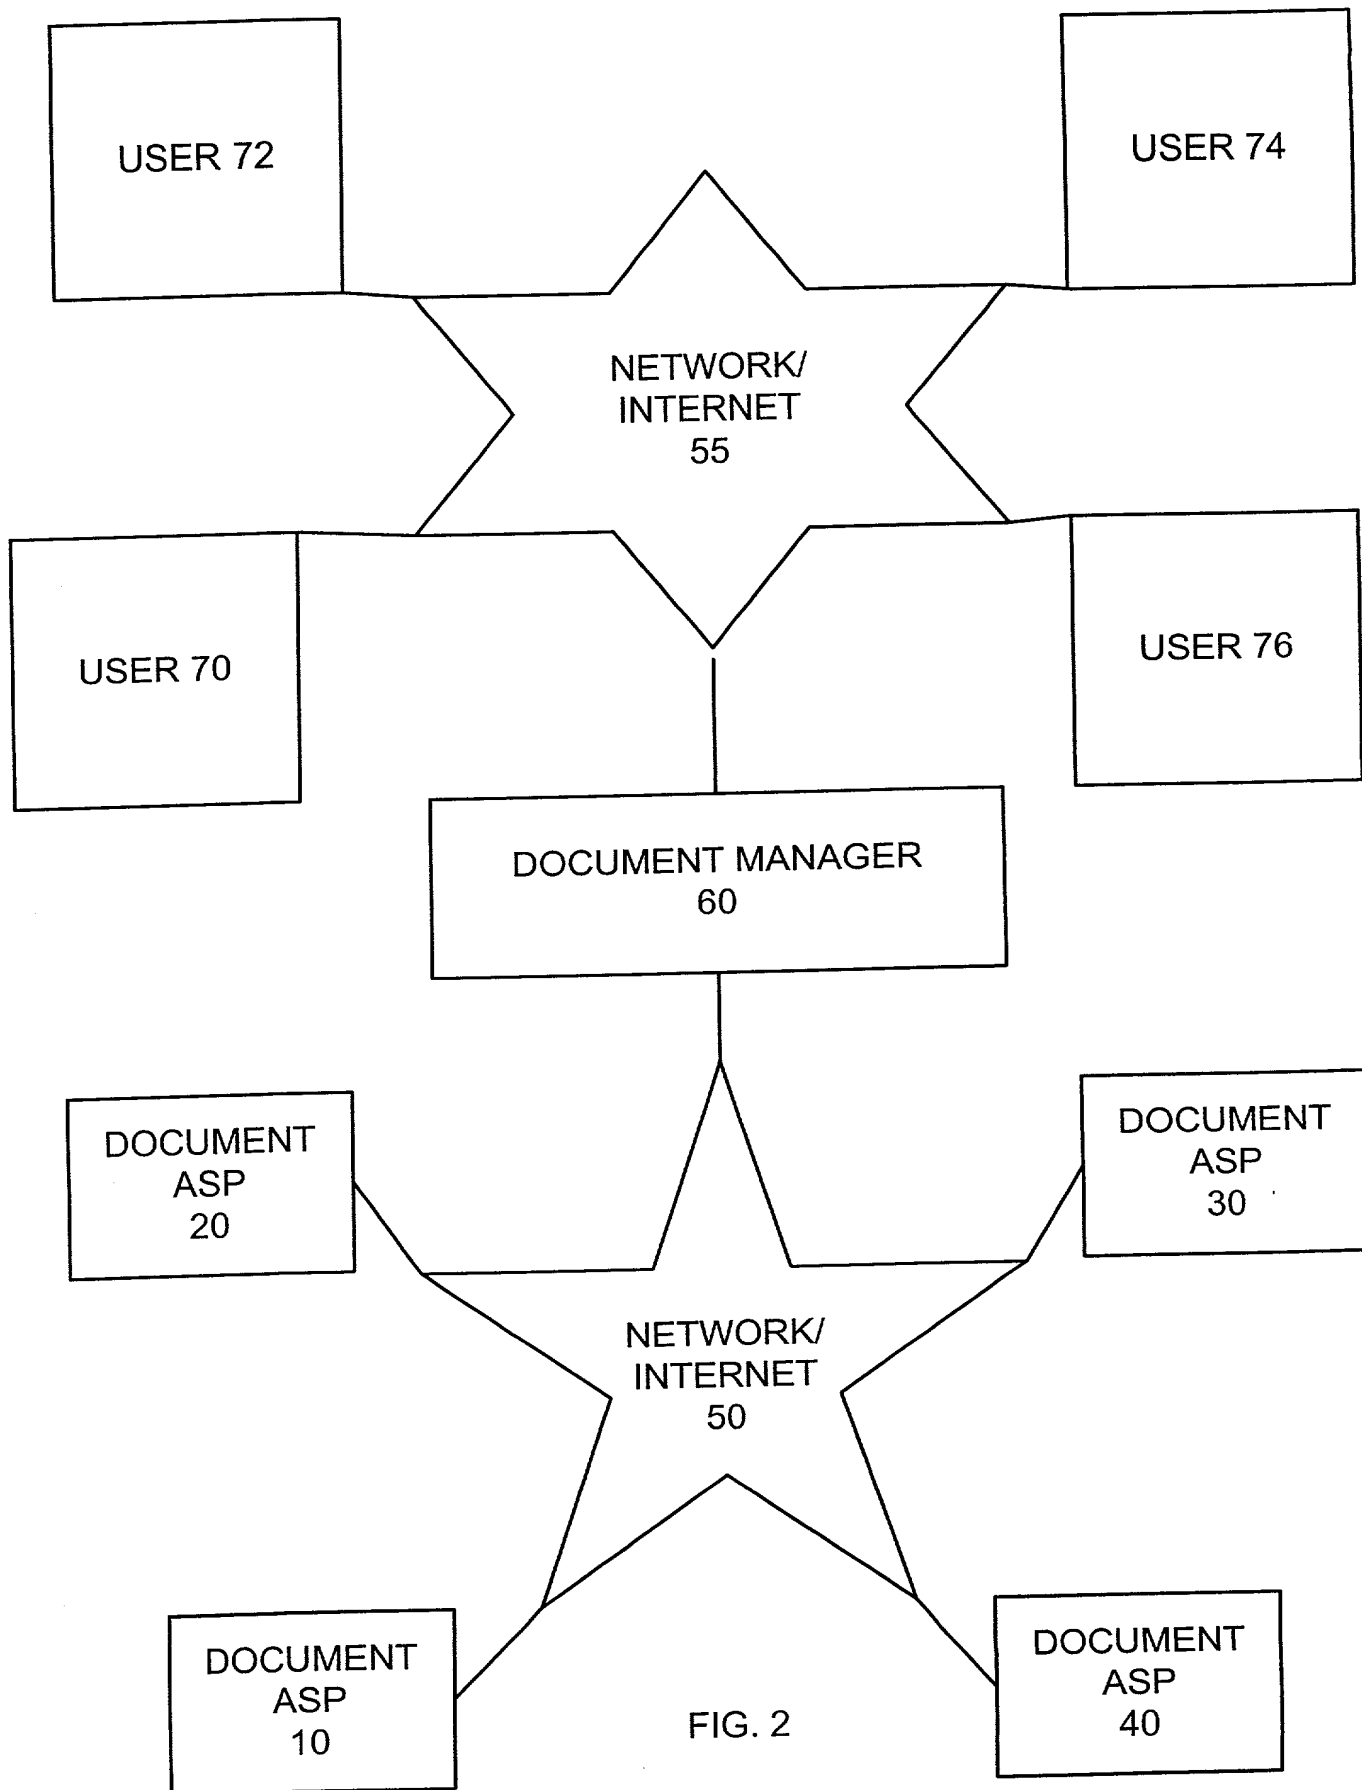 USER 72
USER 74
NETWORK/
INTERNET
55
USER 70
USER 76
DOCUMENT MANAGER
60
DOCUMENT
ASP
20
DOCUMENT
ASP
30
NETWORK/
INTERNET
50
DOCUMENT
ASP
10
DOCUMENT
ASP
40
FIG. 2